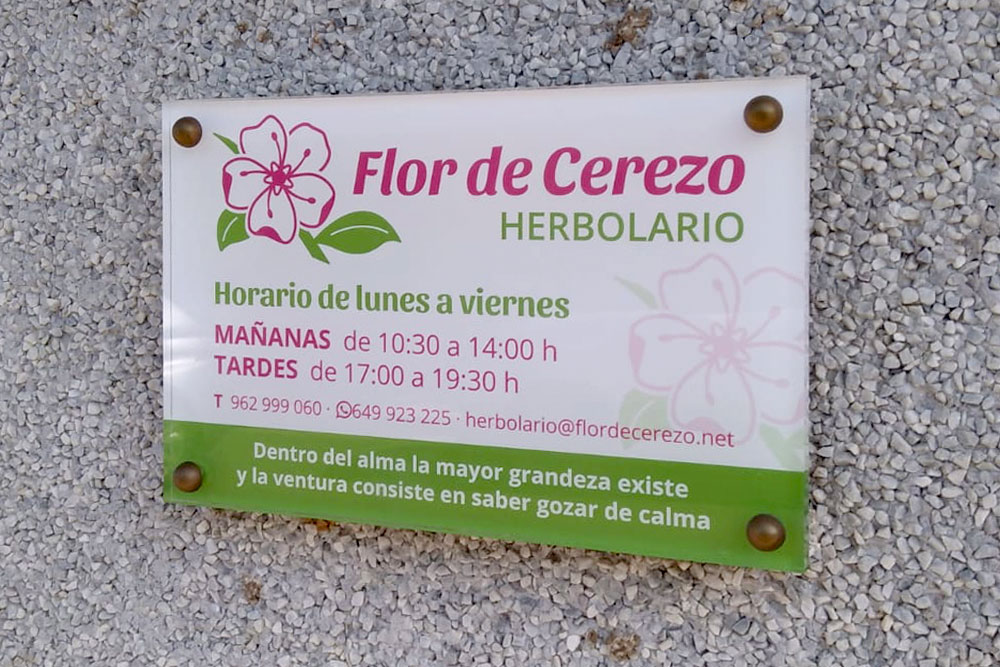 Flor de Cerezo
HERBOLARIO
Horario de lunes a viernes
MAÑANAS de 10:30 a 14:00 h
TARDES de 17:00 a 19:30 h
T 962 999 060 · 649 923 225 · herbolario@flordecerezo.net
Dentro del alma la mayor grandeza existe
y la ventura consiste en saber gozar de calma